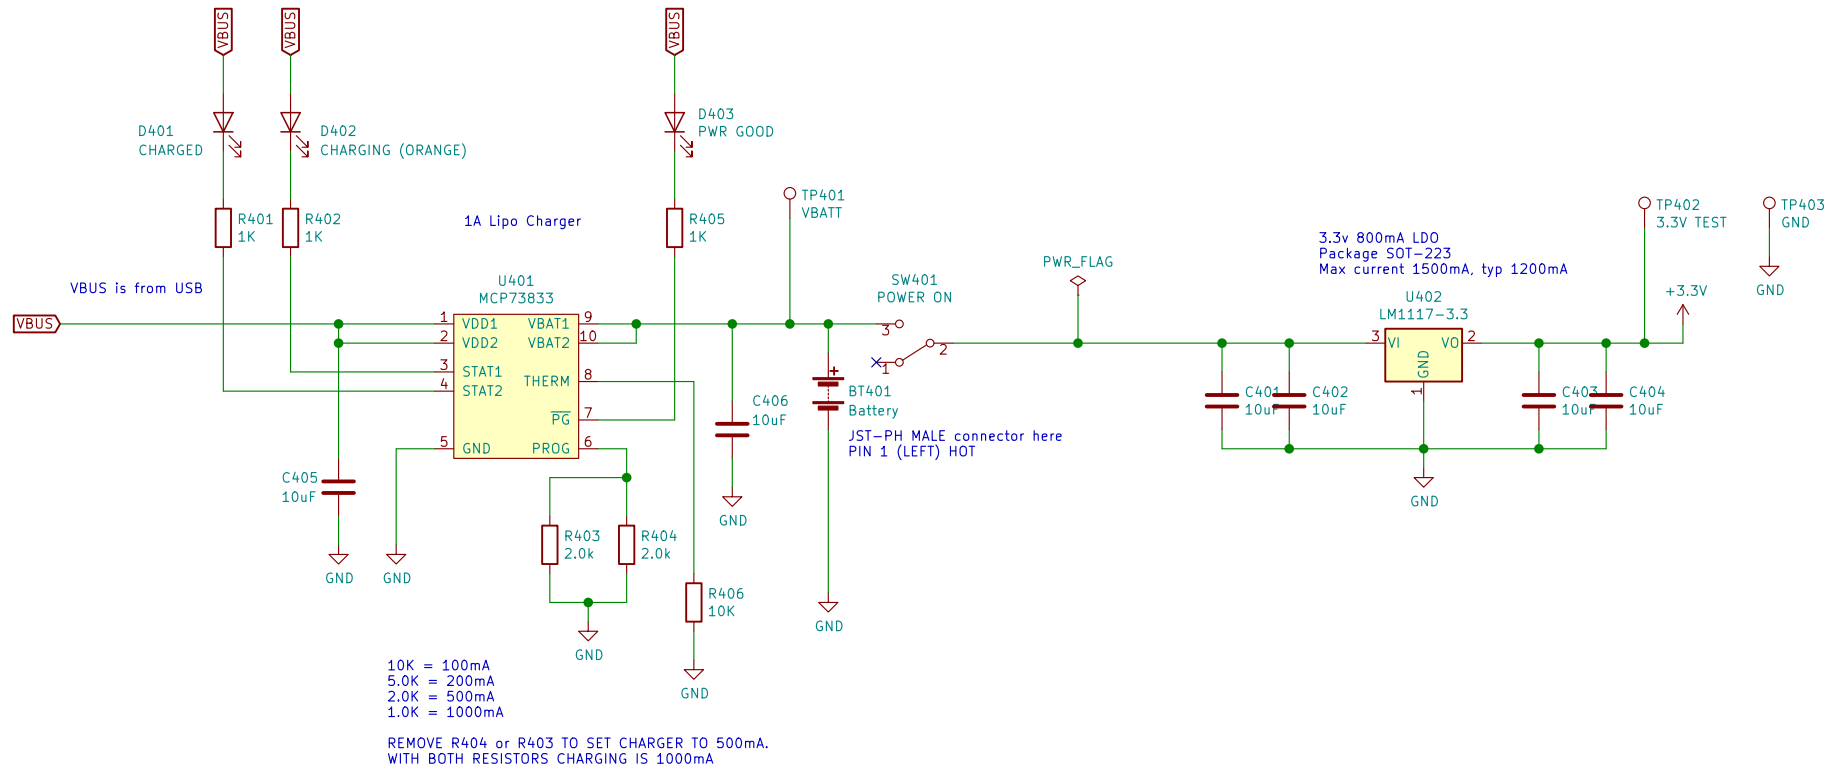 VBUS
VBUS
VBUS
D401
CHARGED
D402
CHARGING (ORANGE)
D403
PWR GOOD
R401
1K
R402
1K
1A Lipo Charger
R405
1K
TP401
VBATT
TP402
3.3V TEST
TP403
GND
GND
3.3v 800mA LDO
Package SOT-223
Max current 1500mA, typ 1200mA
VBUS is from USB
VBUS
U401
MCP73833
1 VDD1
2 VDD2
3 STAT1
4 STAT2
5 GND
VBAT1 9
VBAT2 10
THERM 8
PG 7
PROG 6
SW401
POWER ON
3
2
1
PWR_FLAG
U402
LM1117-3.3
3 VI
VO 2
GND
1
+3.3V
BT401
Battery
+
JST-PH MALE connector here
PIN 1 (LEFT) HOT
C406
10uF
GND
C401
10uF
C402
10uF
C403
10uF
C404
10uF
GND
C405
10uF
GND
GND
R403
2.0k
R404
2.0k
GND
R406
10K
GND
GND
10K = 100mA
5.0K = 200mA
2.0K = 500mA
1.0K = 1000mA
REMOVE R404 or R403 TO SET CHARGER TO 500mA.
WITH BOTH RESISTORS CHARGING IS 1000mA